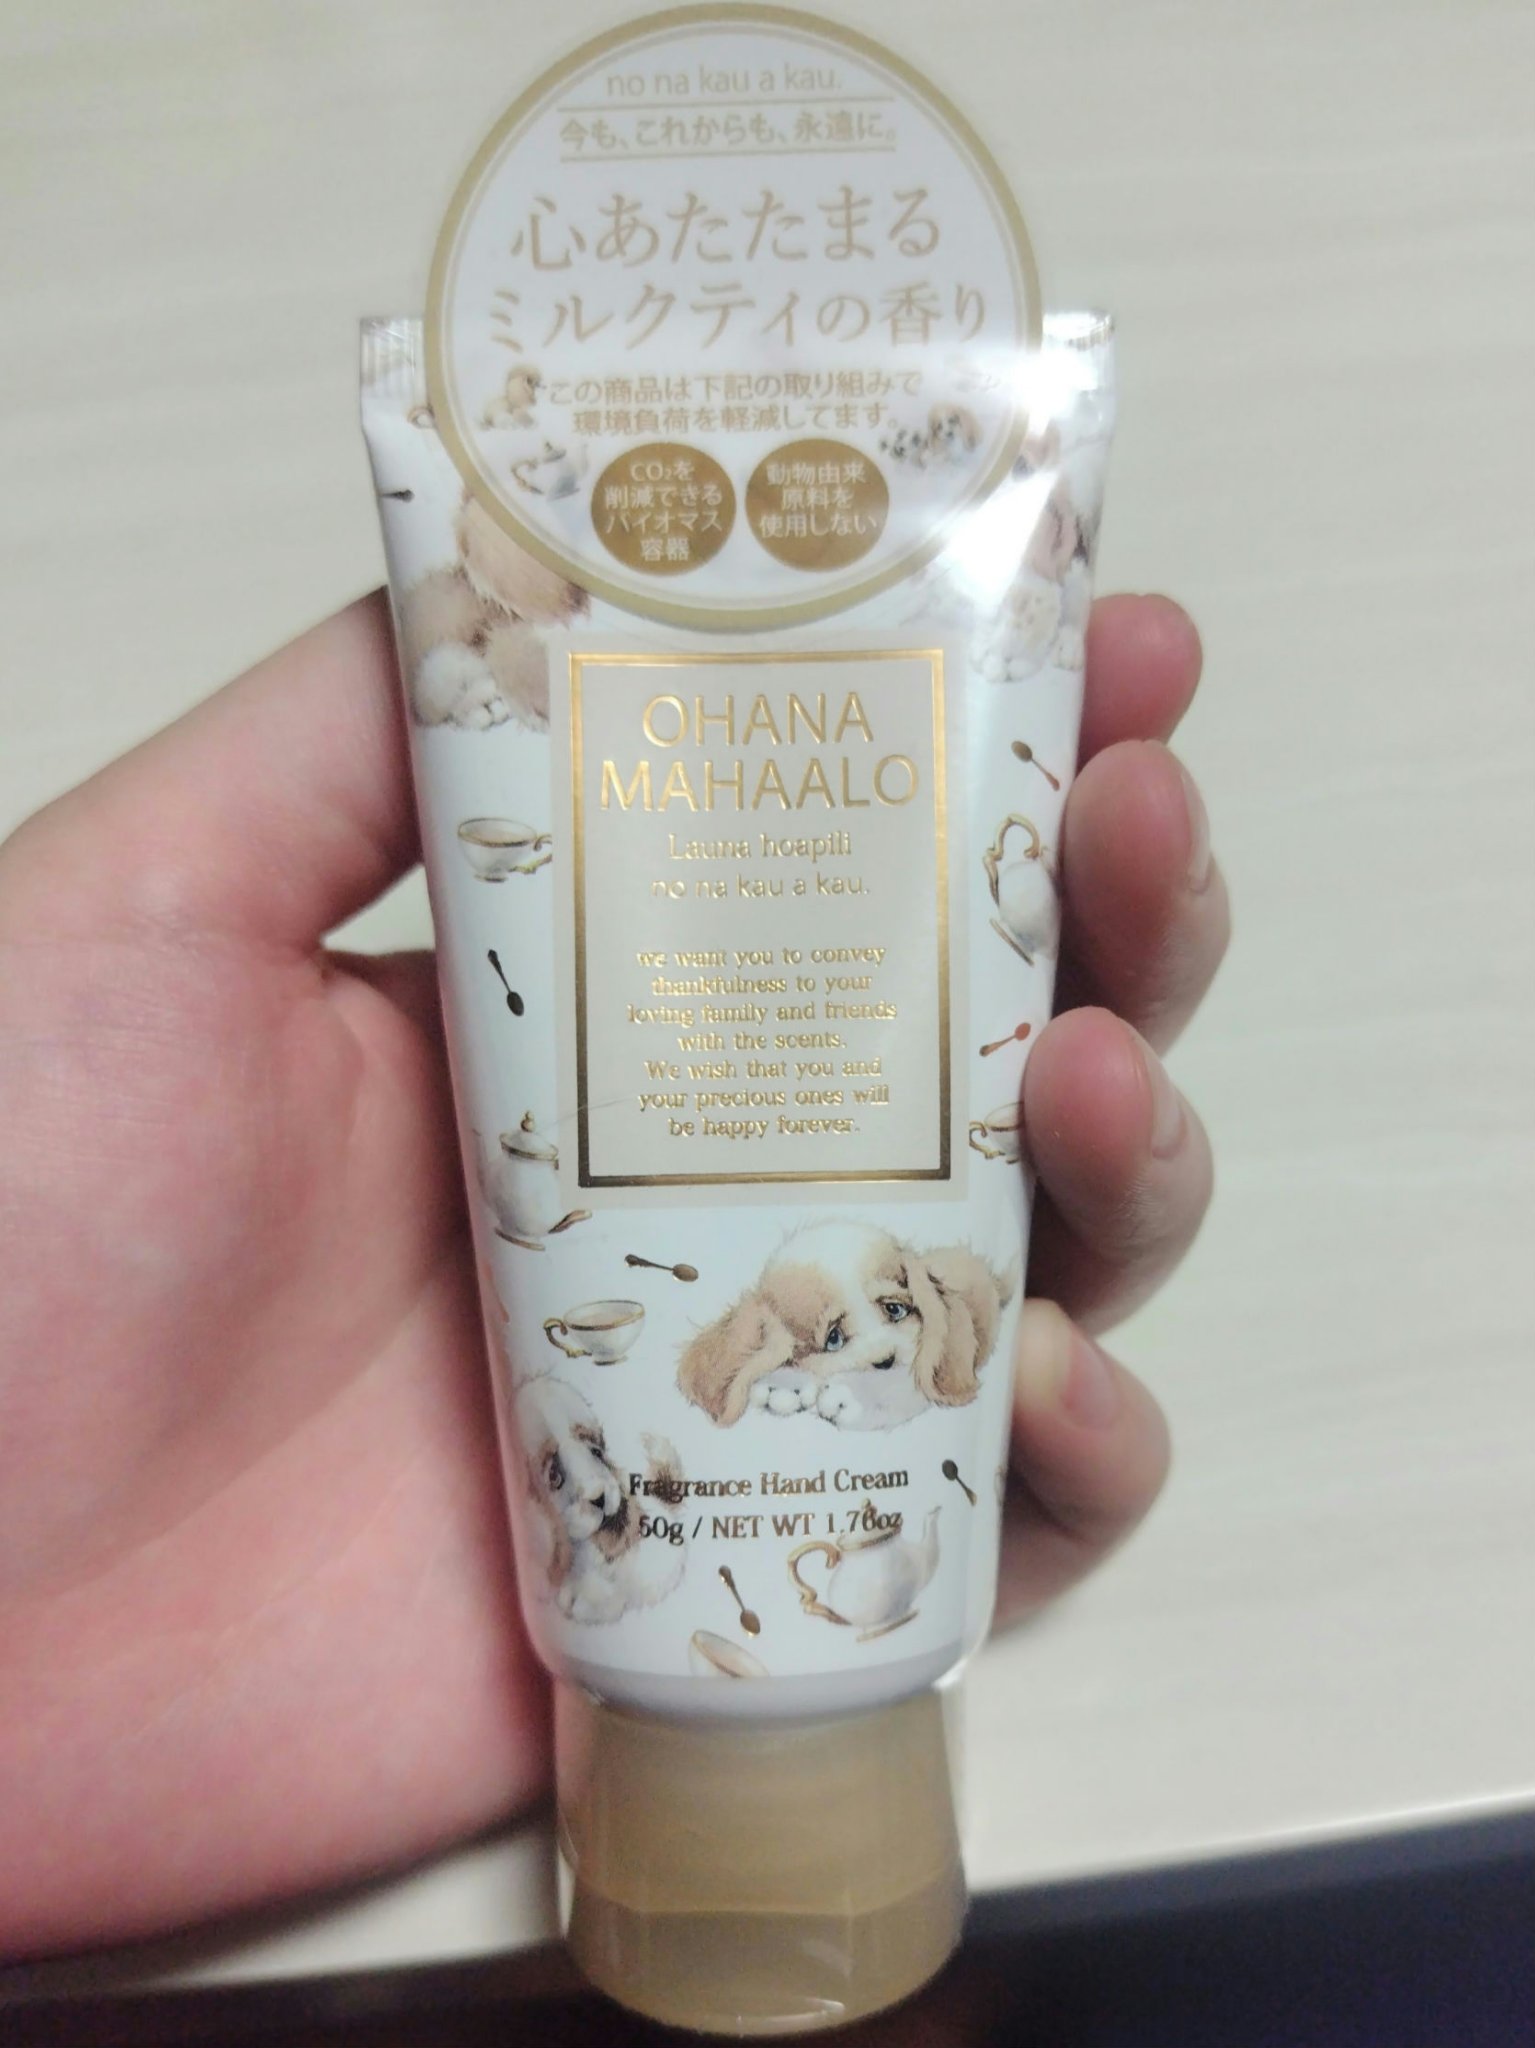 no na kau a kau.
今も、これからも、永遠に。
心あたたまる
ミルクティの香り
この商品は下記の取り組みで
環境負荷を軽減してます。
CO₂を
削減できる
バイオマス
容器
動物由来
原料を
使用しない
OHANA
MAHAALO
Launa hoapili
no na kau a kau.
we want you to convey
thankfulness to your
loving family and friends
with the scents.
We wish that you and
your precious ones will
be happy forever.
Fragrance Hand Cream
50g / NET WT 1.76oz